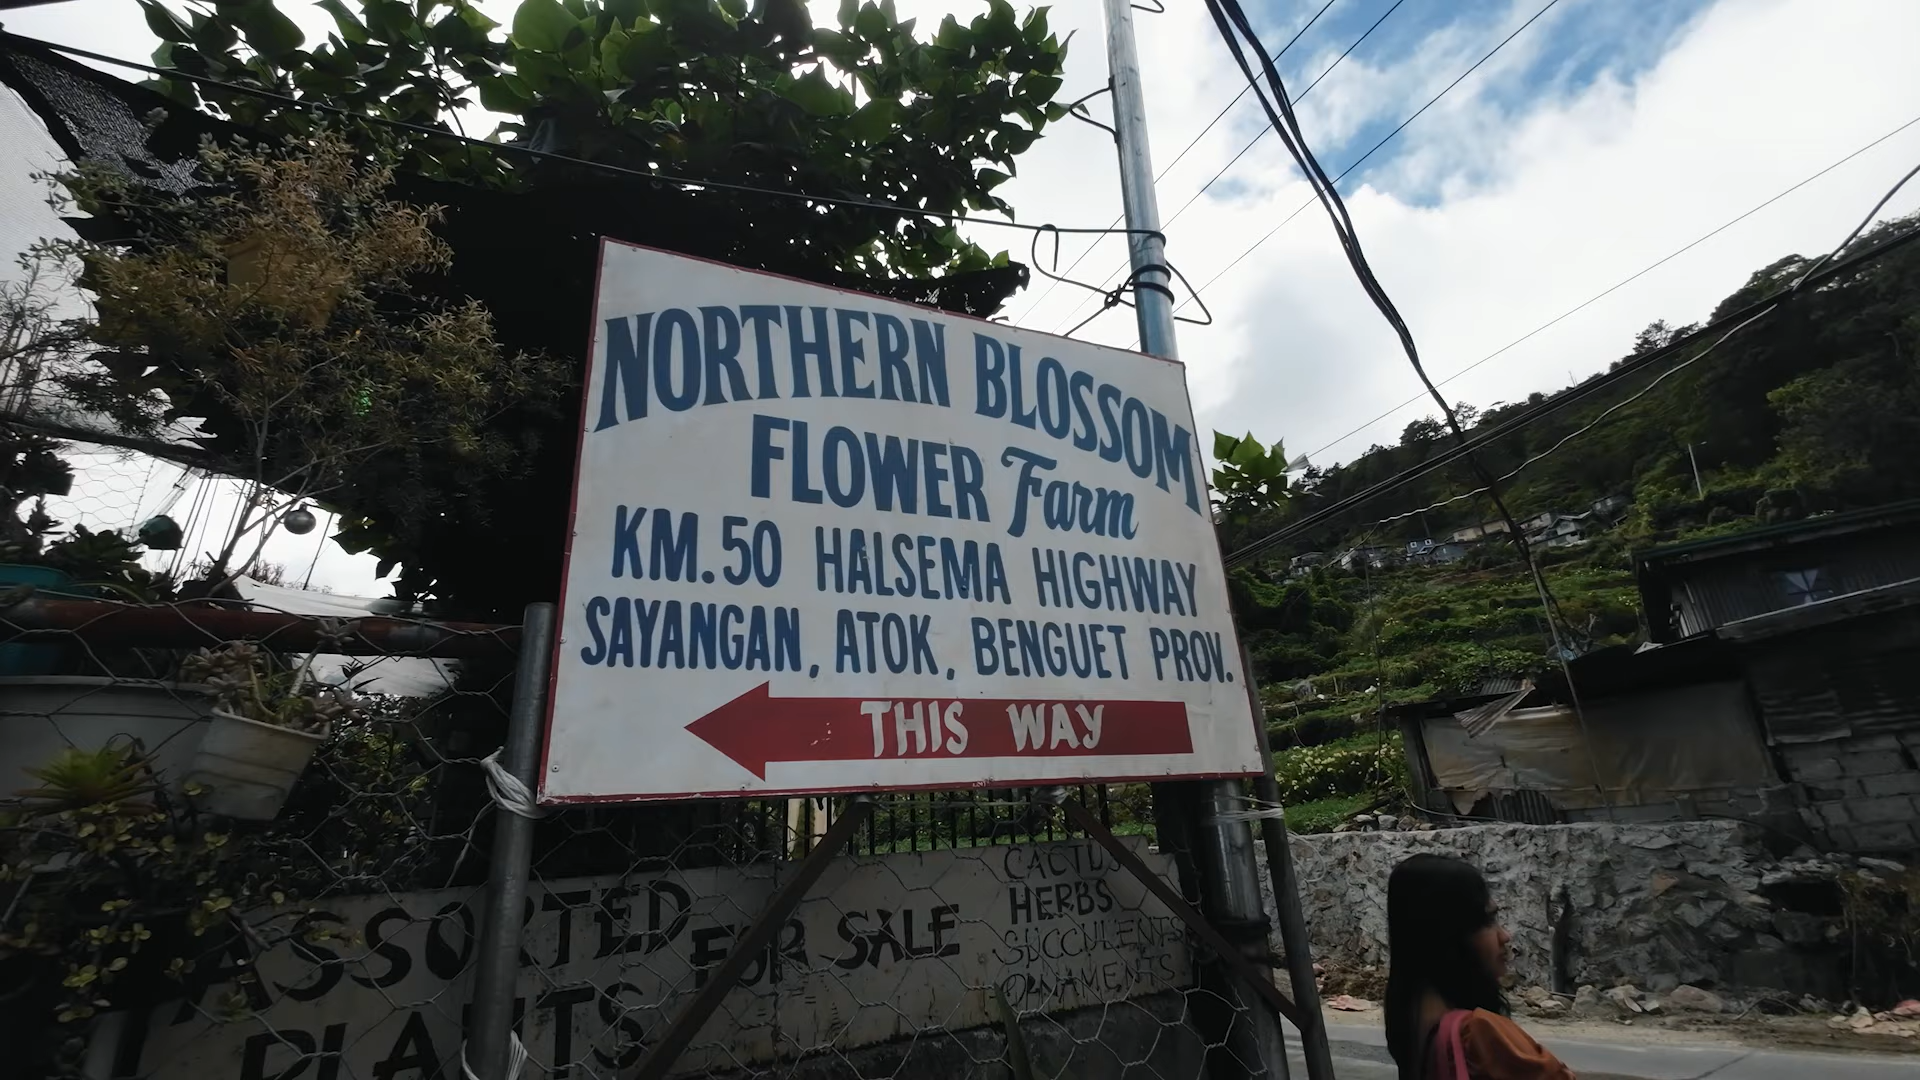 NORTHERN BLOSSOM
FLOWER Farm
KM.50 HALSEMA HIGHWAY
SAYANGAN, ATOK, BENGUET PROV.
THIS WAY
ASSORTED
PLANTS
FOR SALE
CACTUS
HERBS
SUCCULENTS
ORNAMENTS